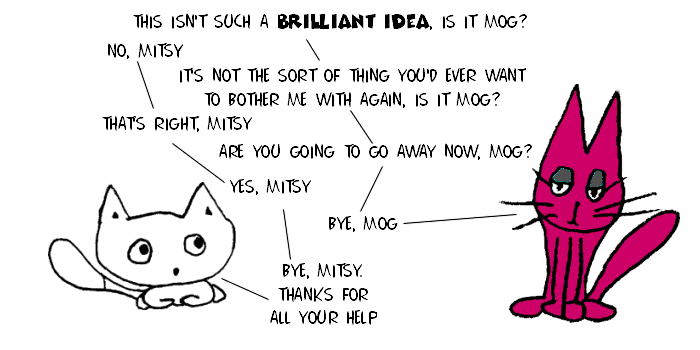 THIS ISN'T SUCH A BRILLIANT IDEA, IS IT MOG?
NO, MITSY
IT'S NOT THE SORT OF THING YOU'D EVER WANT
TO BOTHER ME WITH AGAIN, IS IT MOG?
THAT'S RIGHT, MITSY
ARE YOU GOING TO GO AWAY NOW, MOG?
YES, MITSY
BYE, MOG
BYE, MITSY.
THANKS FOR
ALL YOUR HELP